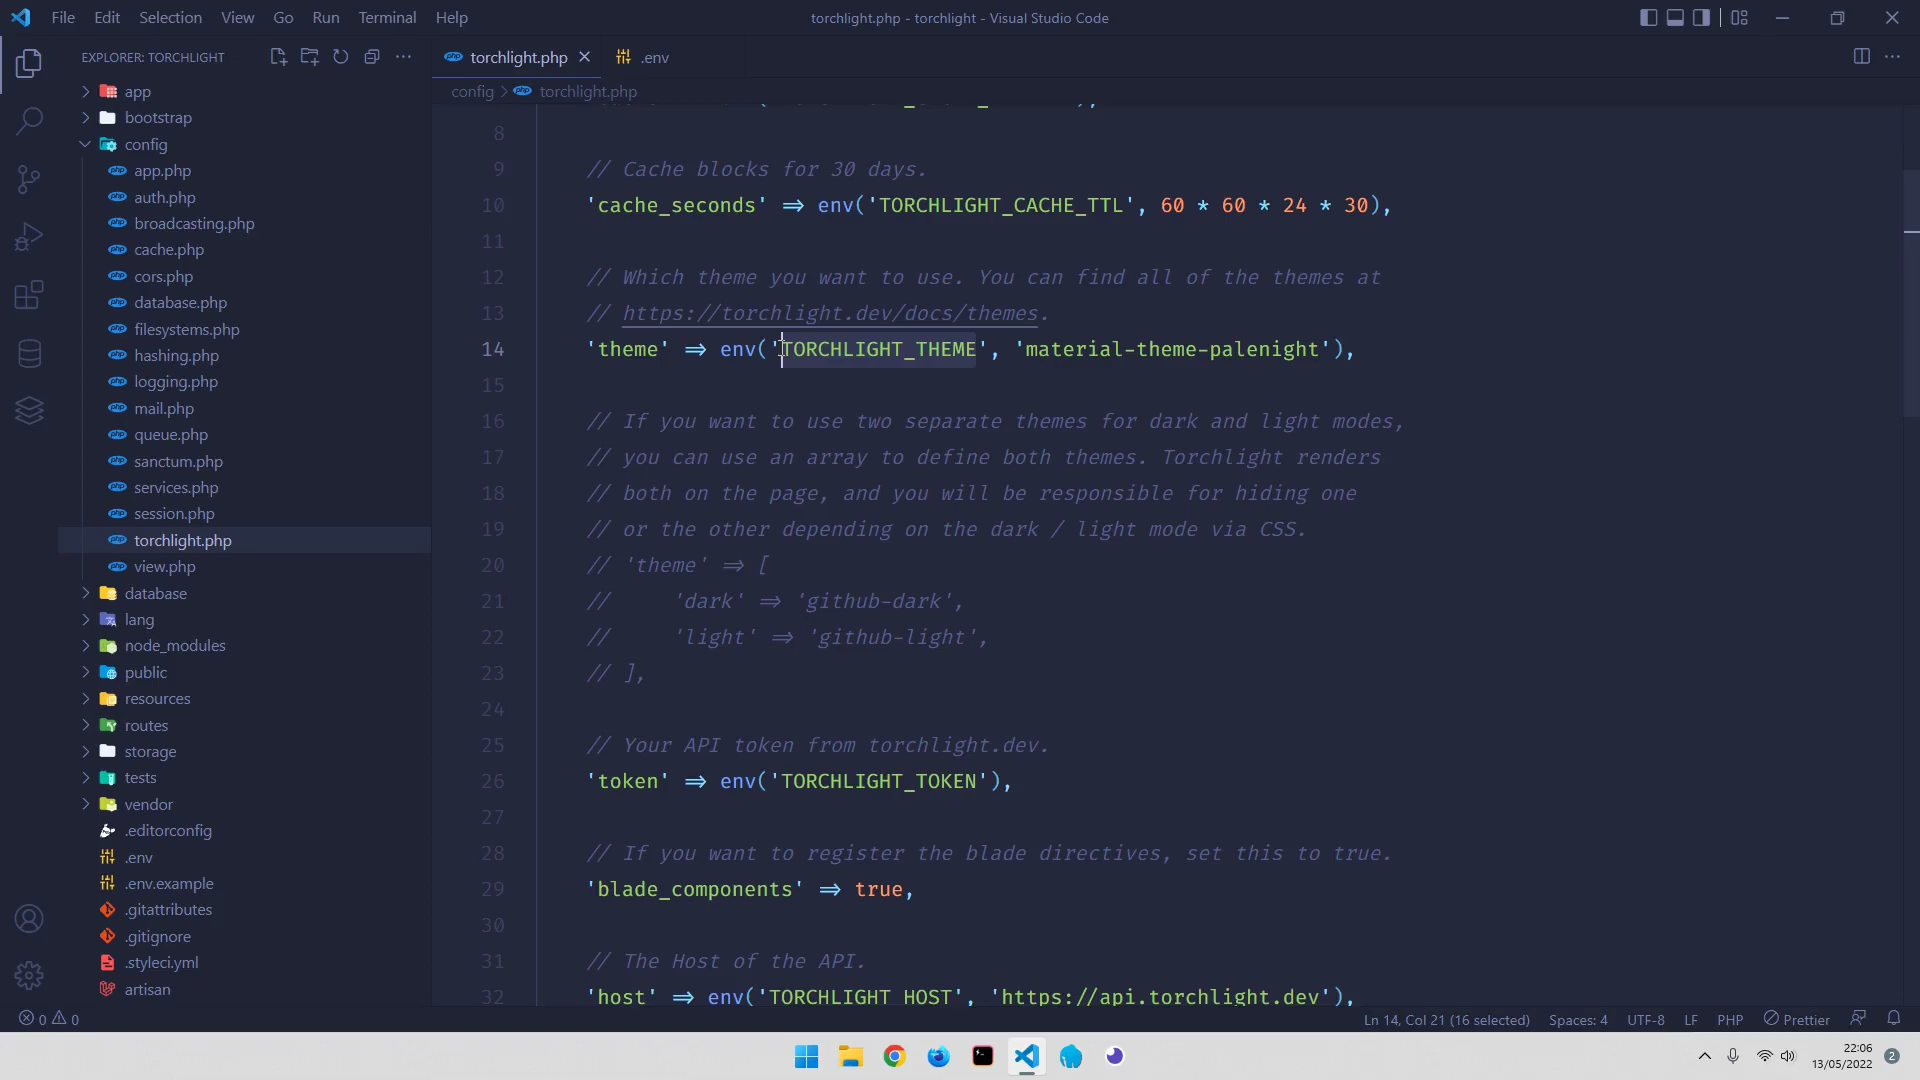 File Edit Selection View Go Run Terminal Help
torchlight.php - torchlight - Visual Studio Code
EXPLORER: TORCHLIGHT
app
bootstrap
config
app.php
auth.php
broadcasting.php
cache.php
cors.php
database.php
filesystems.php
hashing.php
logging.php
mail.php
queue.php
sanctum.php
services.php
session.php
torchlight.php
view.php
database
lang
node_modules
public
resources
routes
storage
tests
vendor
.editorconfig
.env
.env.example
.gitattributes
.gitignore
.styleci.yml
artisan
torchlight.php
.env
config > torchlight.php
8
9 // Cache blocks for 30 days.
10 'cache_seconds' => env('TORCHLIGHT_CACHE_TTL', 60 * 60 * 24 * 30),
11
12 // Which theme you want to use. You can find all of the themes at
13 // https://torchlight.dev/docs/themes.
14 'theme' => env('TORCHLIGHT_THEME', 'material-theme-palenight'),
15
16 // If you want to use two separate themes for dark and light modes,
17 // you can use an array to define both themes. Torchlight renders
18 // both on the page, and you will be responsible for hiding one
19 // or the other depending on the dark / light mode via CSS.
20 // 'theme' => [
21 //     'dark' => 'github-dark',
22 //     'light' => 'github-light',
23 // ],
24
25 // Your API token from torchlight.dev.
26 'token' => env('TORCHLIGHT_TOKEN'),
27
28 // If you want to register the blade directives, set this to true.
29 'blade_components' => true,
30
31 // The Host of the API.
32 'host' => env('TORCHLIGHT_HOST', 'https://api.torchlight.dev'),
0 0
Ln 14, Col 21 (16 selected) Spaces: 4 UTF-8 LF PHP Prettier
22:06
13/05/2022
2